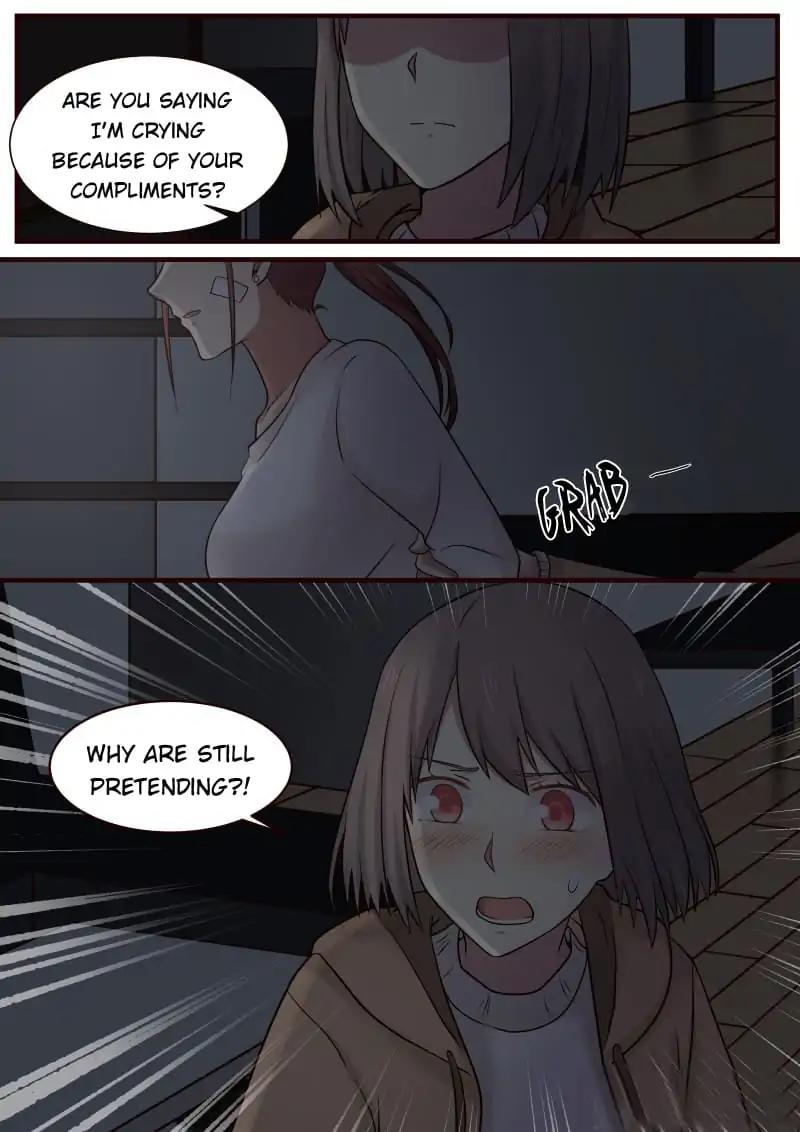 ARE YOU SAYING
I'M CRYING
BECAUSE OF YOUR
COMPLIMENTS?
GRAB
WHY ARE STILL
PRETENDING?!